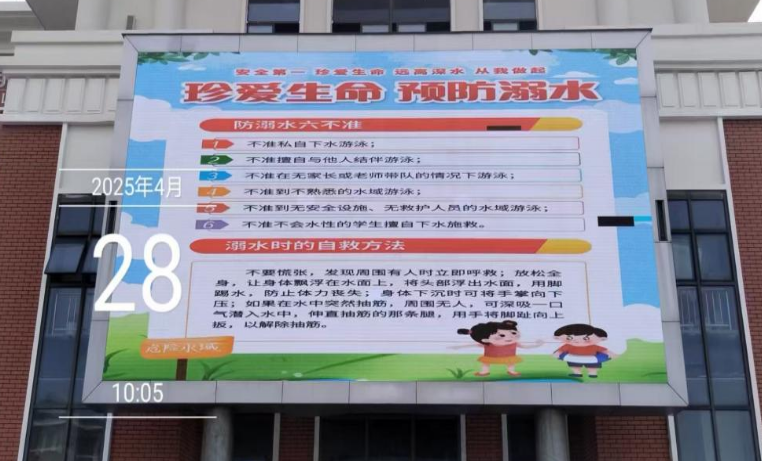 安全第一 珍爱生命 远离深水 从我做起
珍爱生命 预防溺水
防溺水六不准
1 不准私自下水游泳；
2 不准擅自与他人结伴游泳；
3 不准在无家长或老师带队的情况下游泳；
4 不准到不熟悉的水域游泳；
5 不准到无安全设施、无救护人员的水域游泳；
6 不准不会水性的学生擅自下水施救。
溺水时的自救方法
不要慌张，发现周围有人时立即呼救；放松全
身，让身体飘浮在水面上，将头部浮出水面，用脚
踢水，防止体力丧失；身体下沉时可将手掌向下
压；如果在水中突然抽筋，周围无人，可深吸一口
气潜入水中，伸直抽筋的那条腿，用手将脚趾向上
扳，以解除抽筋。
危险水域
2025年4月
28
10:05